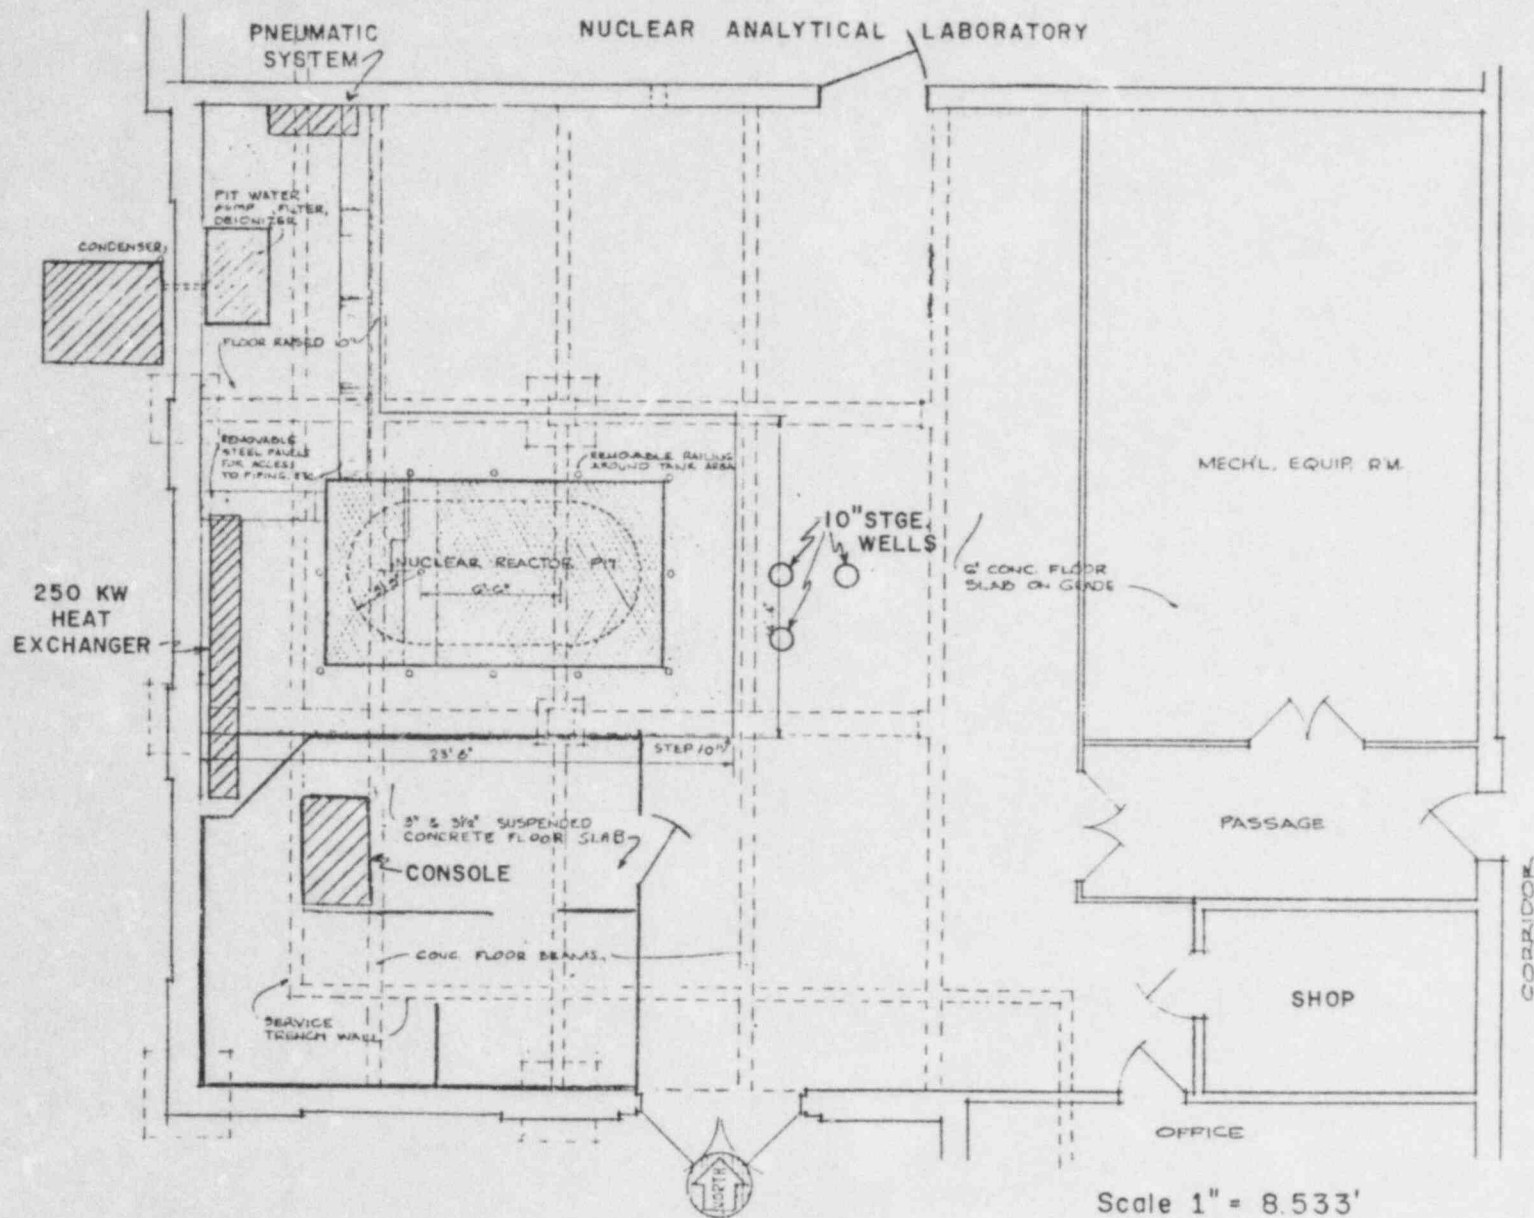 PNEUMATIC
SYSTEM
NUCLEAR ANALYTICAL LABORATORY
PIT WATER
PUMP, FILTER,
DEIONIZER
CONDENSER
FLOOR RAISED 10"
REMOVABLE
STEEL PANELS
FOR ACCESS
TO PIPING, ETC.
REMOVABLE RAILING
AROUND TANK AREA
MECH'L. EQUIP. R'M.
10" STGE.
WELLS
NUCLEAR REACTOR PIT
6'-6"
6" CONC. FLOOR
SLAB ON GRADE
250 KW
HEAT
EXCHANGER
23'-8"
STEP 10"
3" & 3½" SUSPENDED
CONCRETE FLOOR SLAB
CONSOLE
PASSAGE
CORRIDOR
CONC. FLOOR BEAMS
SERVICE
TRENCH WALL
SHOP
OFFICE
NORTH
Scale 1" = 8.533'